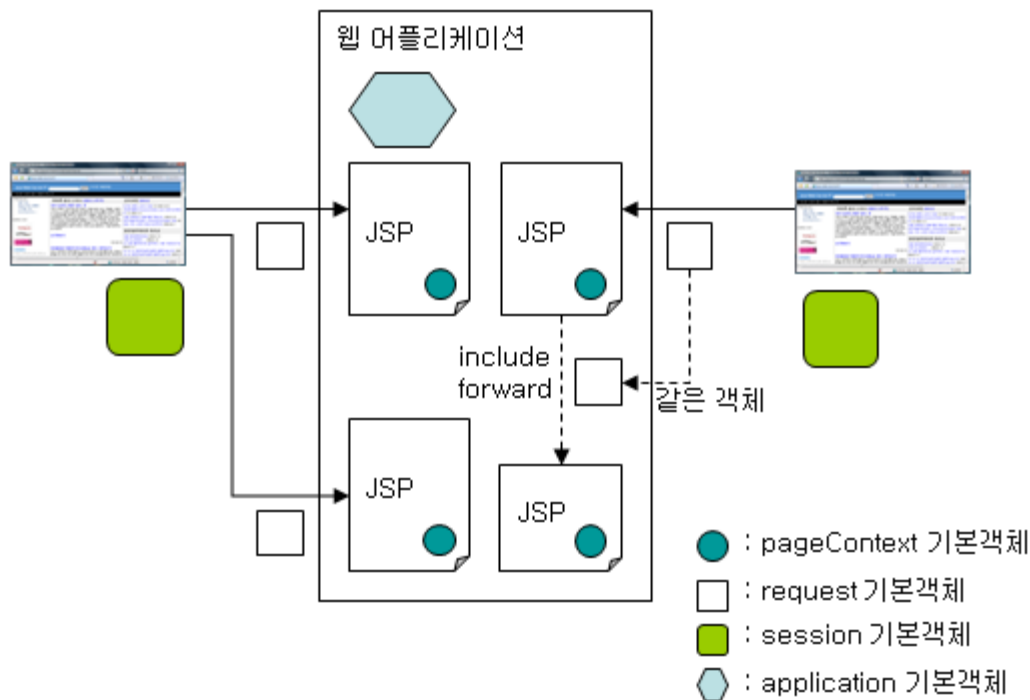 웹 어플리케이션
JSP
JSP
include
forward
같은 객체
JSP
JSP
: pageContext 기본객체
: request 기본객체
: session 기본객체
: application 기본객체